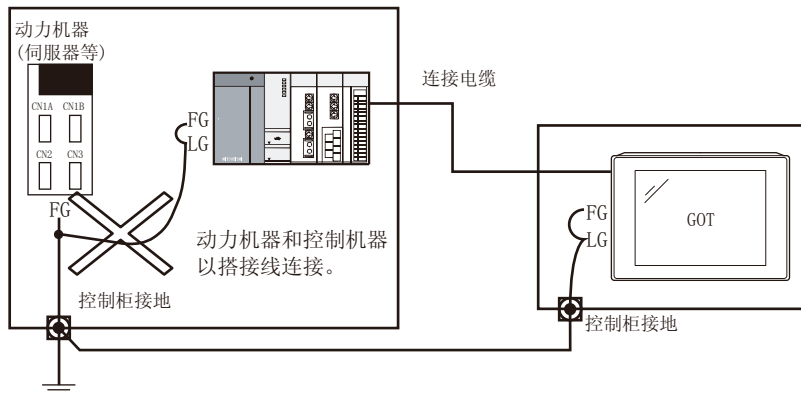 动力机器
(伺服器等)
CN1A CN1B
CN2 CN3
FG
FG
LG
连接电缆
动力机器和控制机器
以搭接线连接。
控制柜接地
FG
LG
GOT
控制柜接地